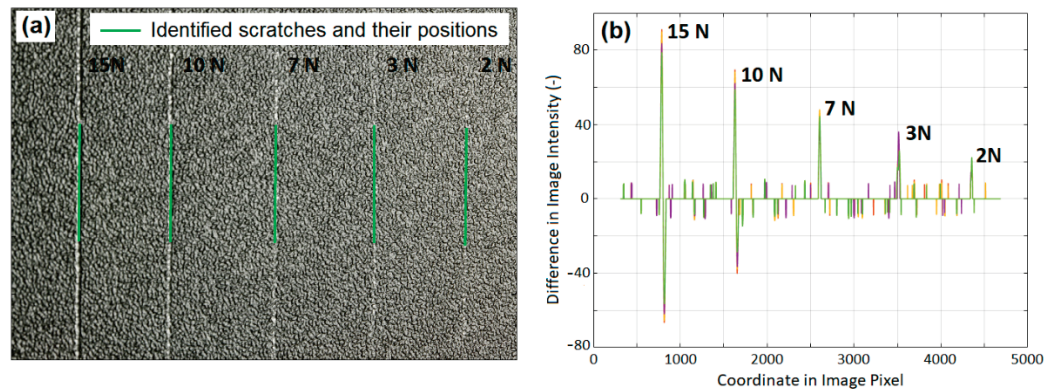 (a)
Identified scratches and their positions
15N 10 N 7 N 3 N 2 N
(b)
15 N
10 N
7 N
3N
2N
80
40
0
-40
-80
0 1000 2000 3000 4000 5000
Difference in Image Intensity (-)
Coordinate in Image Pixel